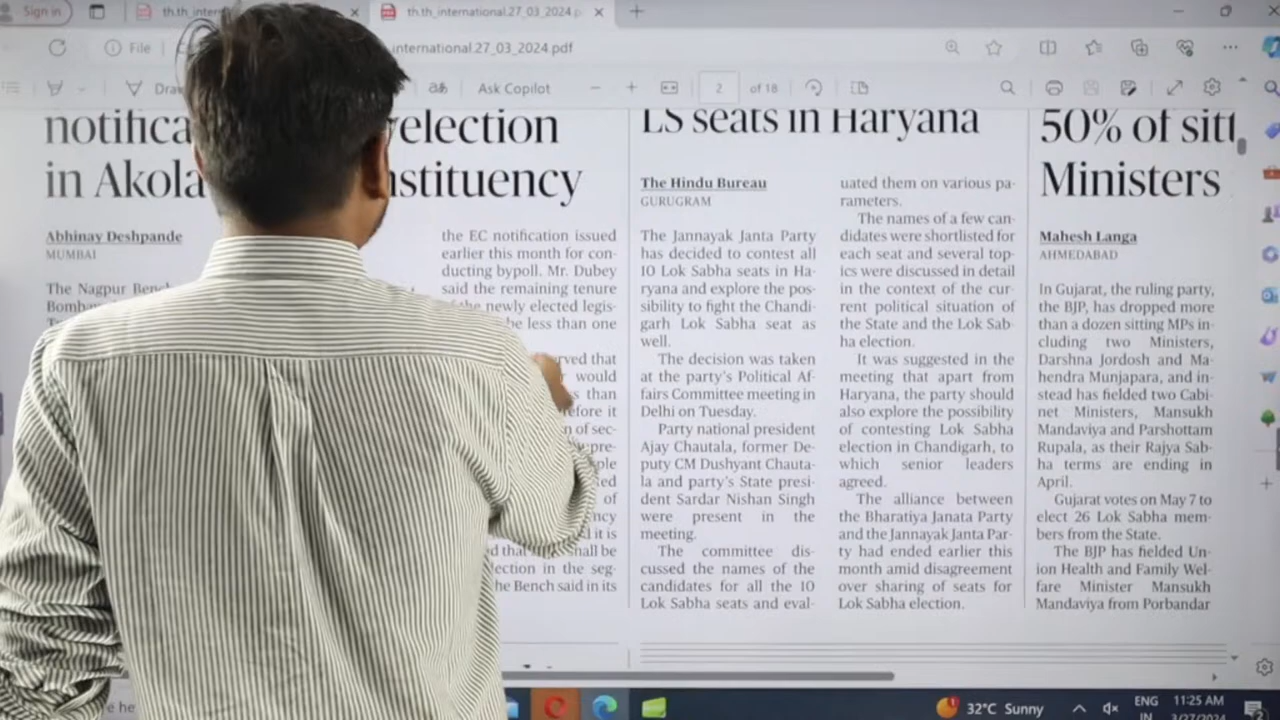 Sign in
th.th_inter
th.th_international.27_03_2024.p
File
international.27_03_2024.pdf
Draw
Ask Copilot
2
of 18
notifica
election
in Akola
nstituency
Abhinay Deshpande
MUMBAI
The Nagpur Bench
Bombay
the EC notification issued
earlier this month for con-
ducting bypoll. Mr. Dubey
said the remaining tenure
of the newly elected legis-
be less than one
rved that
would
than
refore it
of sec-
pre-
ple
ed
of
ncy
it is
d that shall be
ection in the seg-
he Bench said in its
LS seats in Haryana
The Hindu Bureau
GURUGRAM
The Jannayak Janta Party
has decided to contest all
10 Lok Sabha seats in Ha-
ryana and explore the pos-
sibility to fight the Chandi-
garh Lok Sabha seat as
well.
The decision was taken
at the party's Political Af-
fairs Committee meeting in
Delhi on Tuesday.
Party national president
Ajay Chautala, former De-
puty CM Dushyant Chauta-
la and party's State presi-
dent Sardar Nishan Singh
were present in the
meeting.
The committee dis-
cussed the names of the
candidates for all the 10
Lok Sabha seats and eval-
uated them on various pa-
rameters.
The names of a few can-
didates were shortlisted for
each seat and several top-
ics were discussed in detail
in the context of the cur-
rent political situation of
the State and the Lok Sab-
ha election.
It was suggested in the
meeting that apart from
Haryana, the party should
also explore the possibility
of contesting Lok Sabha
election in Chandigarh, to
which senior leaders
agreed.
The alliance between
the Bharatiya Janata Party
and the Jannayak Janta Par-
ty had ended earlier this
month amid disagreement
over sharing of seats for
Lok Sabha election.
50% of sitt
Ministers
Mahesh Langa
AHMEDABAD
In Gujarat, the ruling party,
the BJP, has dropped more
than a dozen sitting MPs in-
cluding two Ministers,
Darshna Jordosh and Ma-
hendra Munjapara, and in-
stead has fielded two Cabi-
net Ministers, Mansukh
Mandaviya and Parshottam
Rupala, as their Rajya Sab-
ha terms are ending in
April.
Gujarat votes on May 7 to
elect 26 Lok Sabha mem-
bers from the State.
The BJP has fielded Un-
ion Health and Family Wel-
fare Minister Mansukh
Mandaviya from Porbandar
32°C Sunny
ENG
IN
11:25 AM
3/27/2024